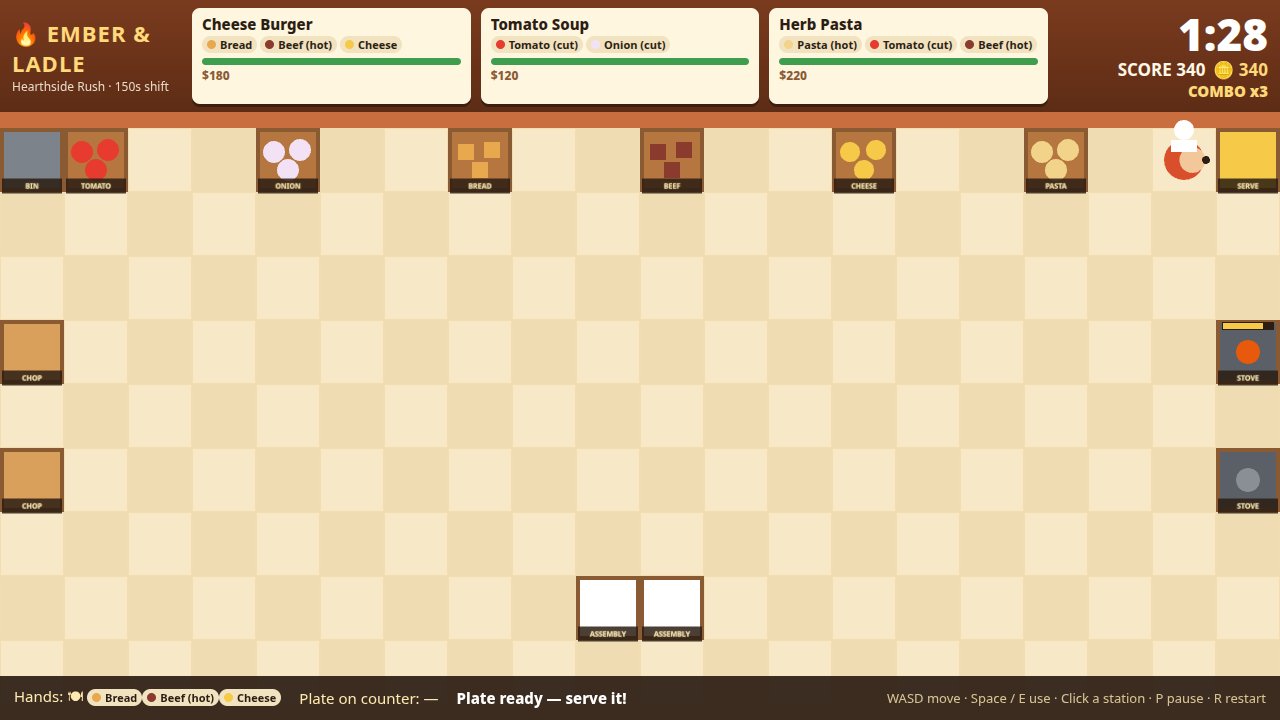 🔥 EMBER &
LADLE
Hearthside Rush · 150s shift
Cheese Burger
Bread Beef (hot) Cheese
$180
Tomato Soup
Tomato (cut) Onion (cut)
$120
Herb Pasta
Pasta (hot) Tomato (cut) Beef (hot)
$220
1:28
SCORE 340 🪙 340
COMBO x3
BIN
TOMATO
ONION
BREAD
BEEF
CHEESE
PASTA
SERVE
CHOP
STOVE
CHOP
STOVE
ASSEMBLY
ASSEMBLY
Hands: 🍽 Bread Beef (hot) Cheese Plate on counter: — Plate ready — serve it! WASD move · Space / E use · Click a station · P pause · R restart